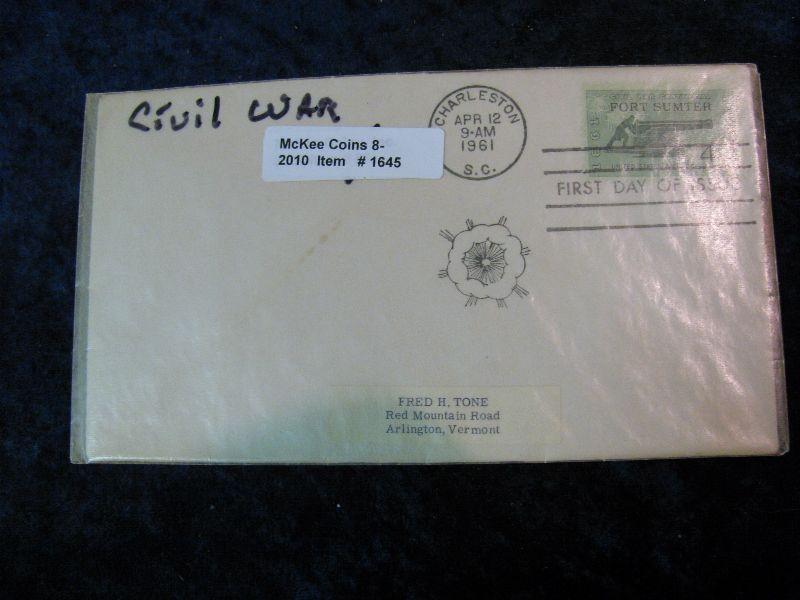 Civil WAR
McKee Coins 8-
2010 Item # 1645
CHARLESTON
APR 12
9-AM
1961
S.C.
FORT SUMTER
4
FIRST DAY OF ISSUE
FRED H. TONE
Red Mountain Road
Arlington, Vermont